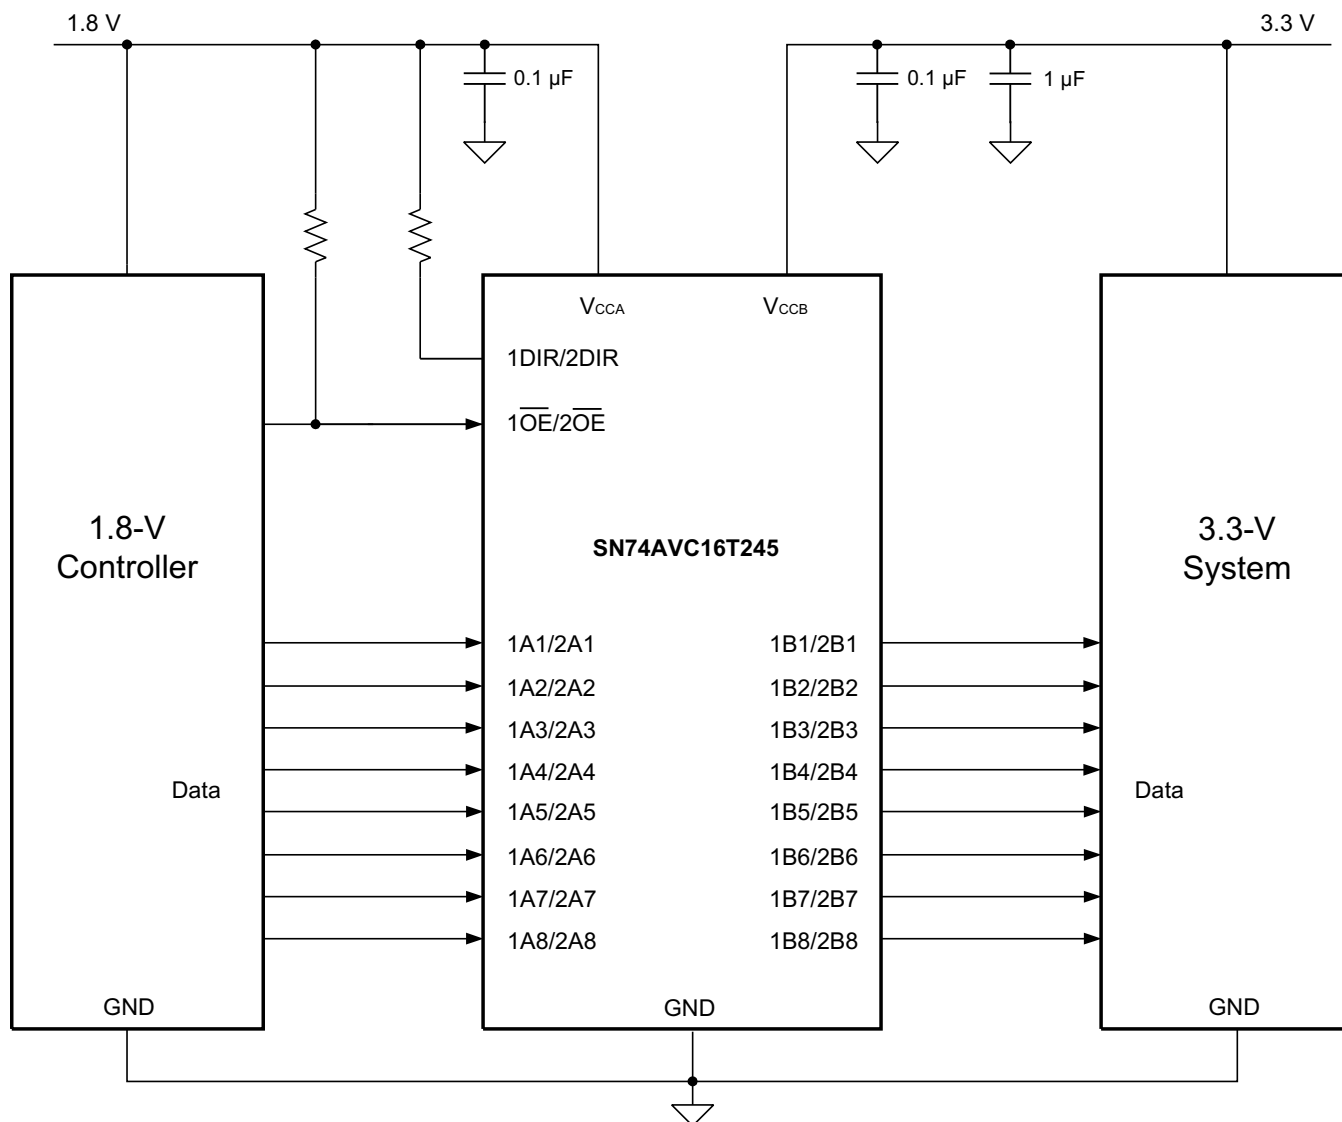 1.8 V
3.3 V
0.1 µF
0.1 µF
1 µF
VCCA
VCCB
1DIR/2DIR
1O̅E̅/2O̅E̅
1.8-V
Controller
SN74AVC16T245
3.3-V
System
1A1/2A1
1B1/2B1
1A2/2A2
1B2/2B2
1A3/2A3
1B3/2B3
1A4/2A4
1B4/2B4
Data
Data
1A5/2A5
1B5/2B5
1A6/2A6
1B6/2B6
1A7/2A7
1B7/2B7
1A8/2A8
1B8/2B8
GND
GND
GND